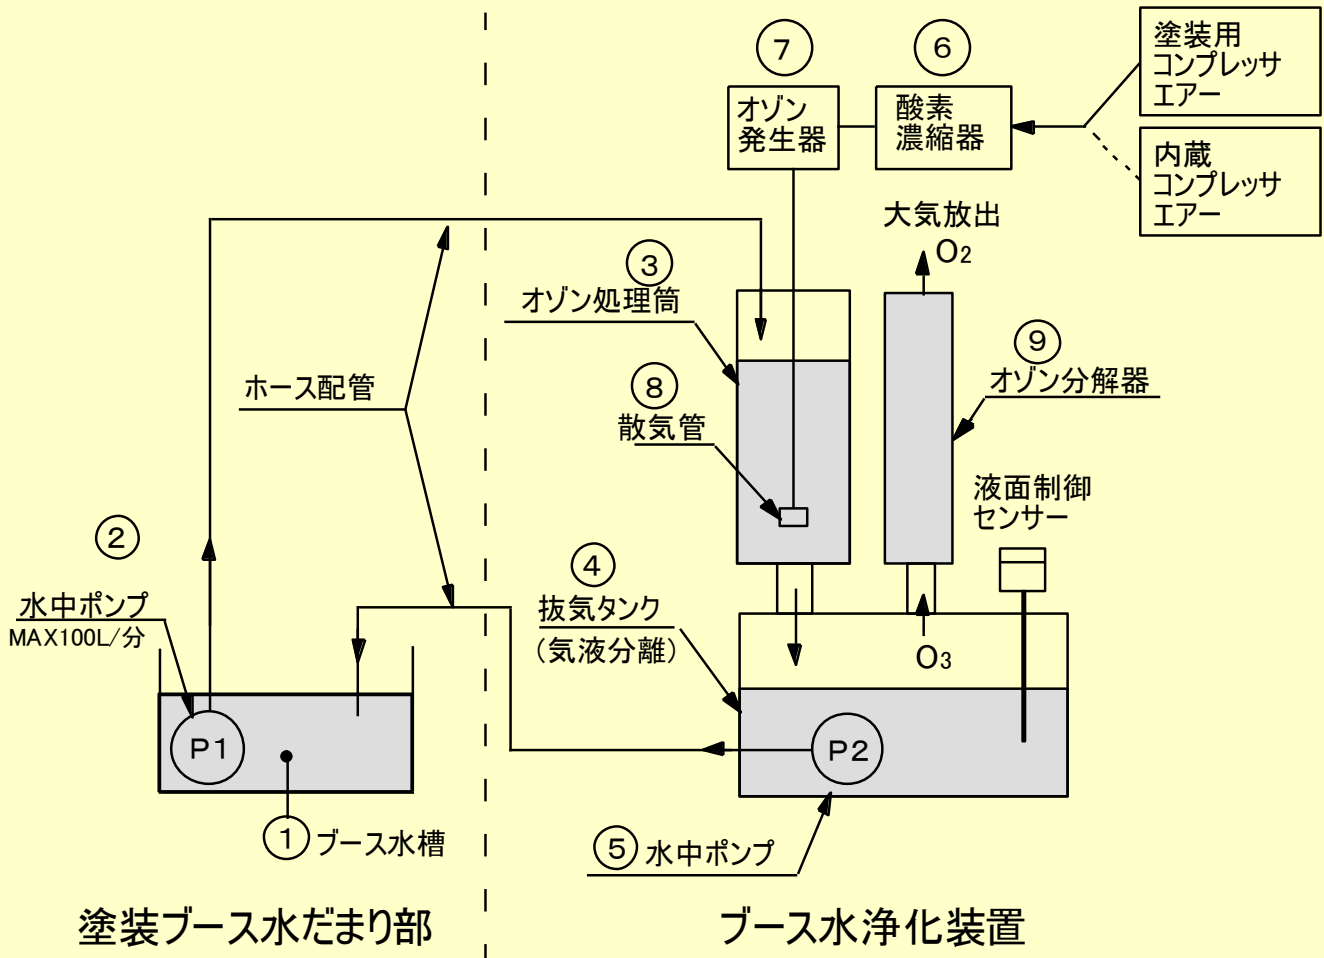 ⑦
⑥
塗装用
コンプレッサ
エアー
オゾン
発生器
酸素
濃縮器
内蔵
コンプレッサ
エアー
大気放出
O2
③
オゾン処理筒
⑨
オゾン分解器
ホース配管
⑧
散気管
液面制御
センサー
②
水中ポンプ
MAX100L/分
④
抜気タンク
(気液分離)
O3
P1
P2
① ブース水槽
⑤ 水中ポンプ
塗装ブース水だまり部
ブース水浄化装置